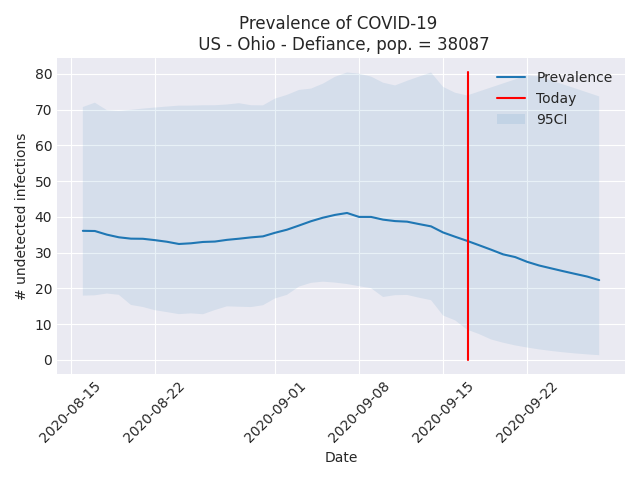 Prevalence of COVID-19
US - Ohio - Defiance, pop. = 38087
80
70
60
50
40
30
20
10
0
# undetected infections
Prevalence
Today
95CI
2020-08-15
2020-08-22
2020-09-01
2020-09-08
2020-09-15
2020-09-22
Date